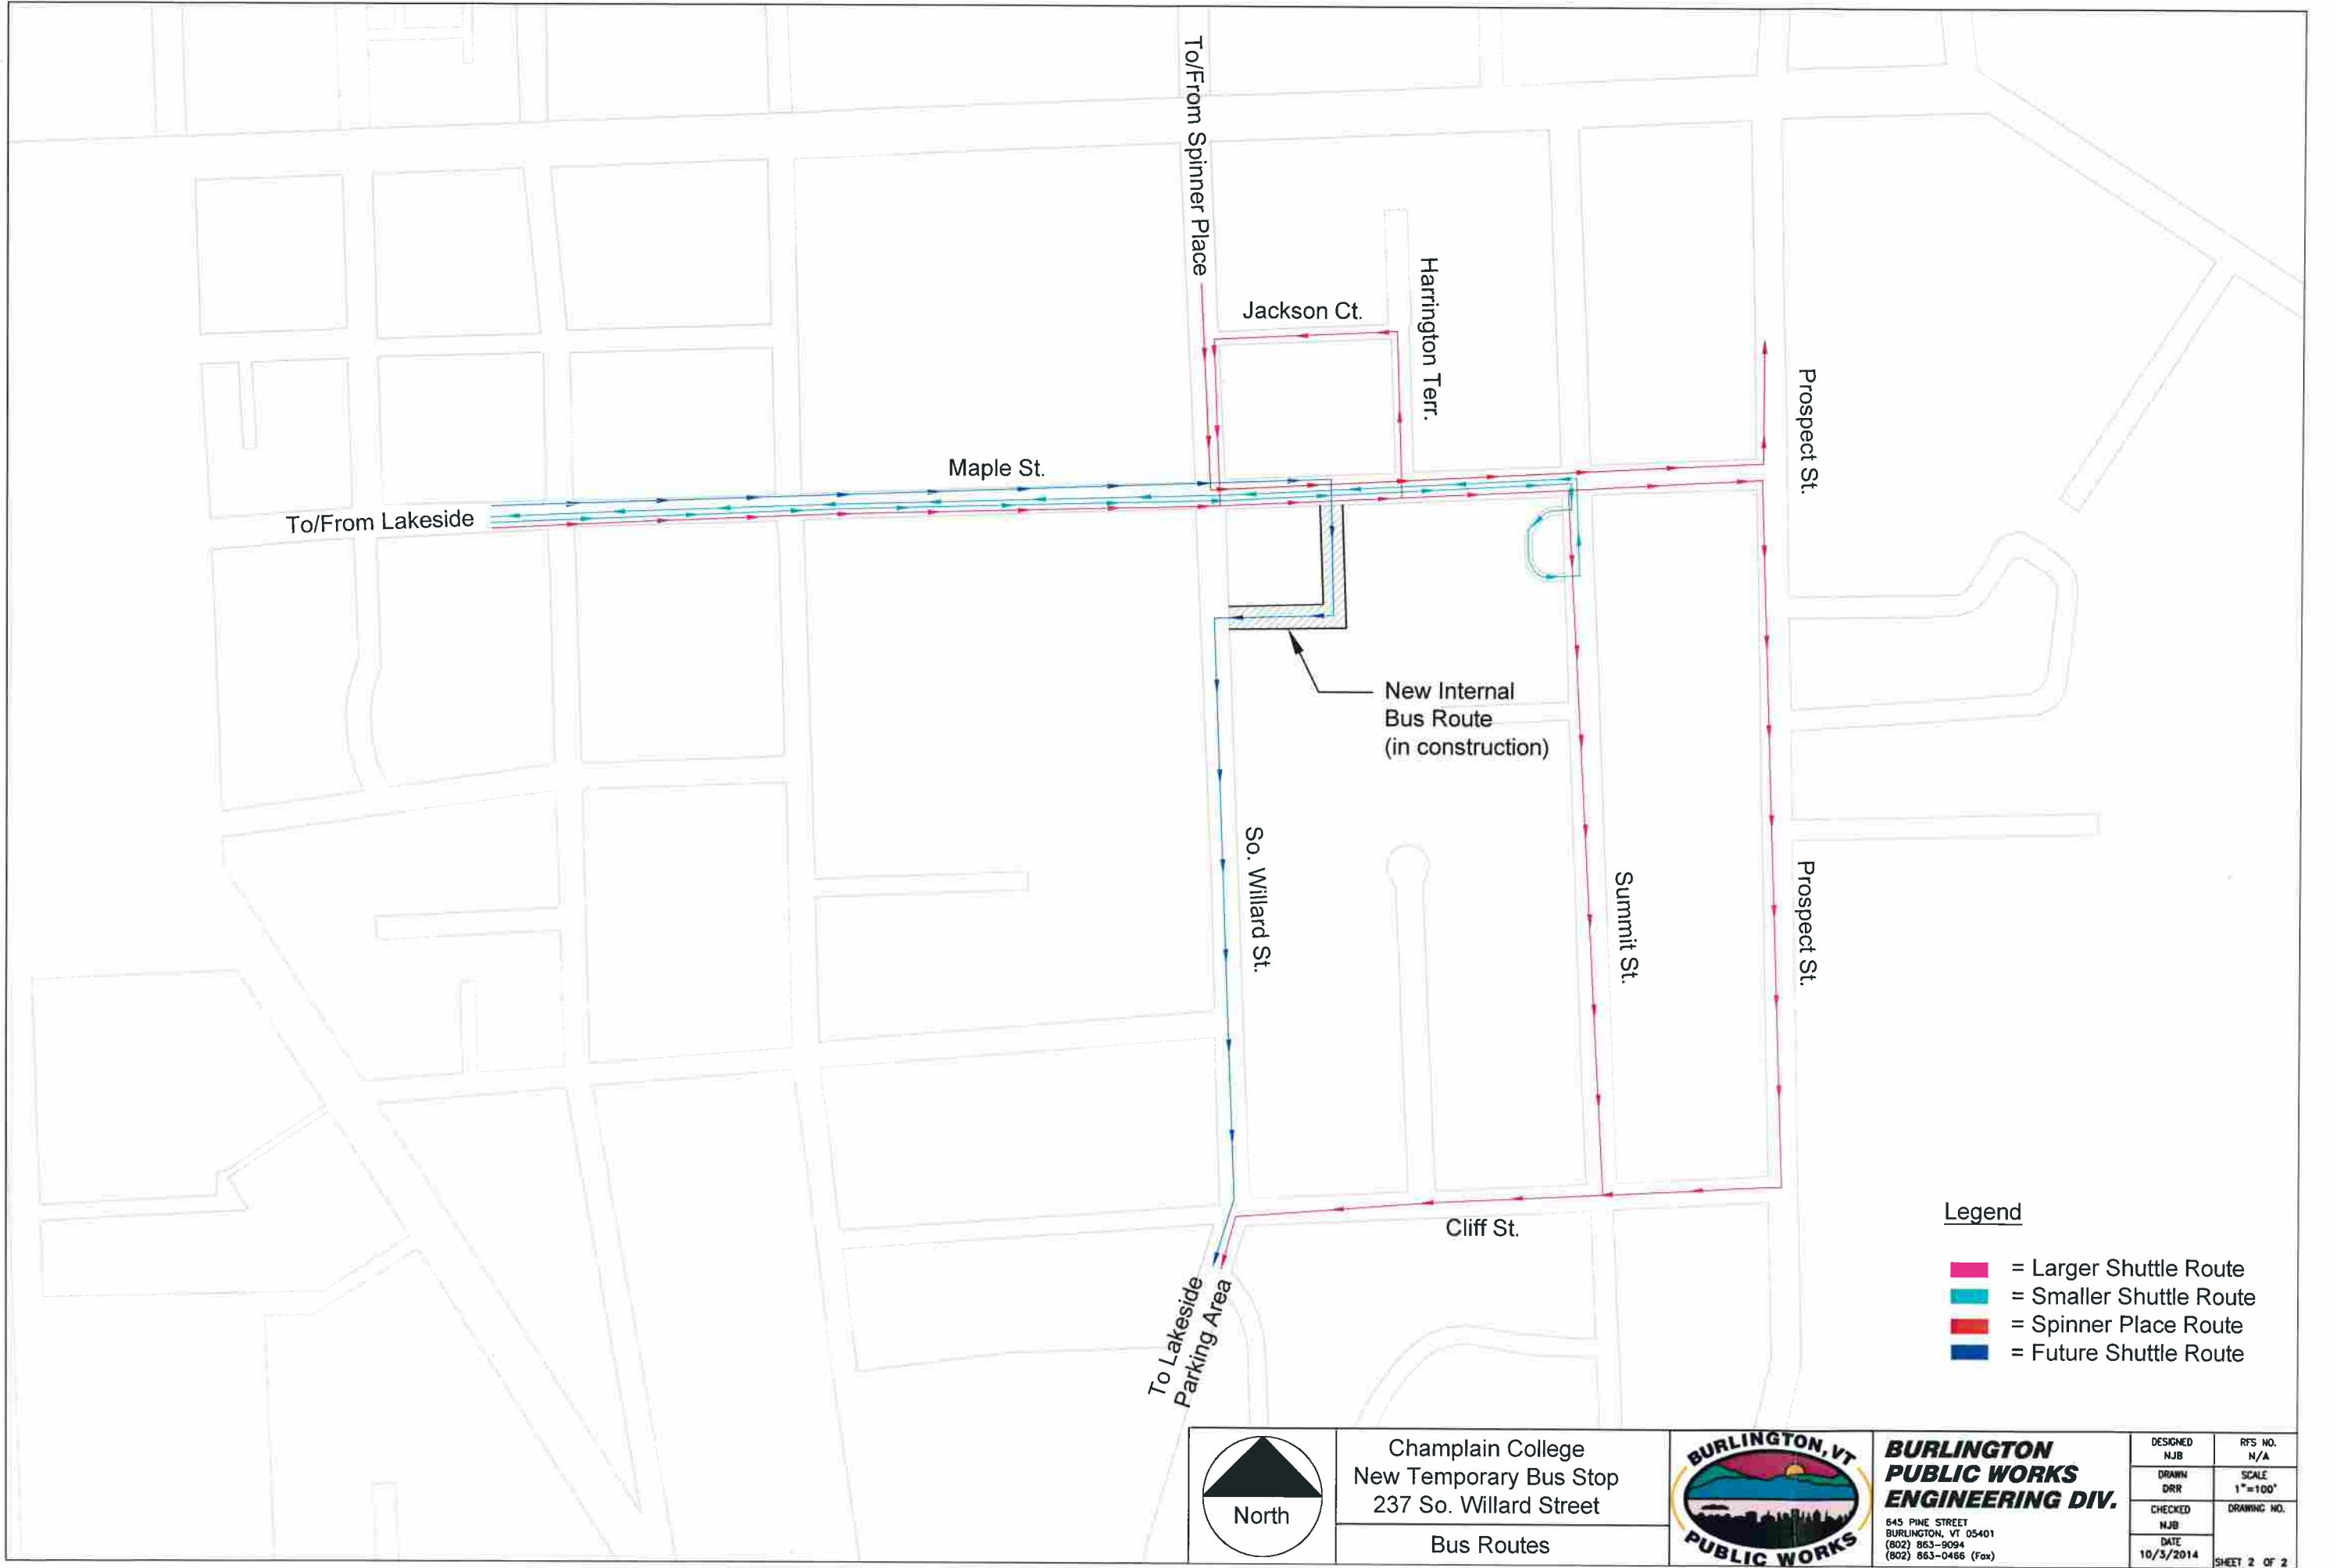 To/From Spinner Place
Jackson Ct.
Harrington Terr.
Prospect St.
Maple St.
To/From Lakeside
New Internal
Bus Route
(in construction)
So. Willard St.
Summit St.
Prospect St.
Cliff St.
To Lakeside
Parking Area
Legend
= Larger Shuttle Route
= Smaller Shuttle Route
= Spinner Place Route
= Future Shuttle Route
North
Champlain College
New Temporary Bus Stop
237 So. Willard Street
Bus Routes
BURLINGTON, VT
PUBLIC WORKS
BURLINGTON
PUBLIC WORKS
ENGINEERING DIV.
645 PINE STREET
BURLINGTON, VT 05401
(802) 863-9094
(802) 863-0466 (Fax)
DESIGNED
NJB
RFS NO.
N/A
DRAWN
DRR
SCALE
1"=100'
CHECKED
NJB
DRAWING NO.
DATE
10/3/2014
SHEET 2 OF 2